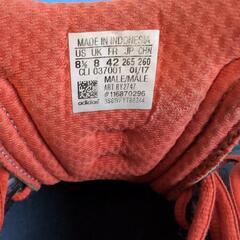 MADE IN INDONESIA
US UK FR JP CHN
8½ 8 42 265 260
CLI 037001 01/17
MALE/MALE
ART BY2747
#116870296
adidas